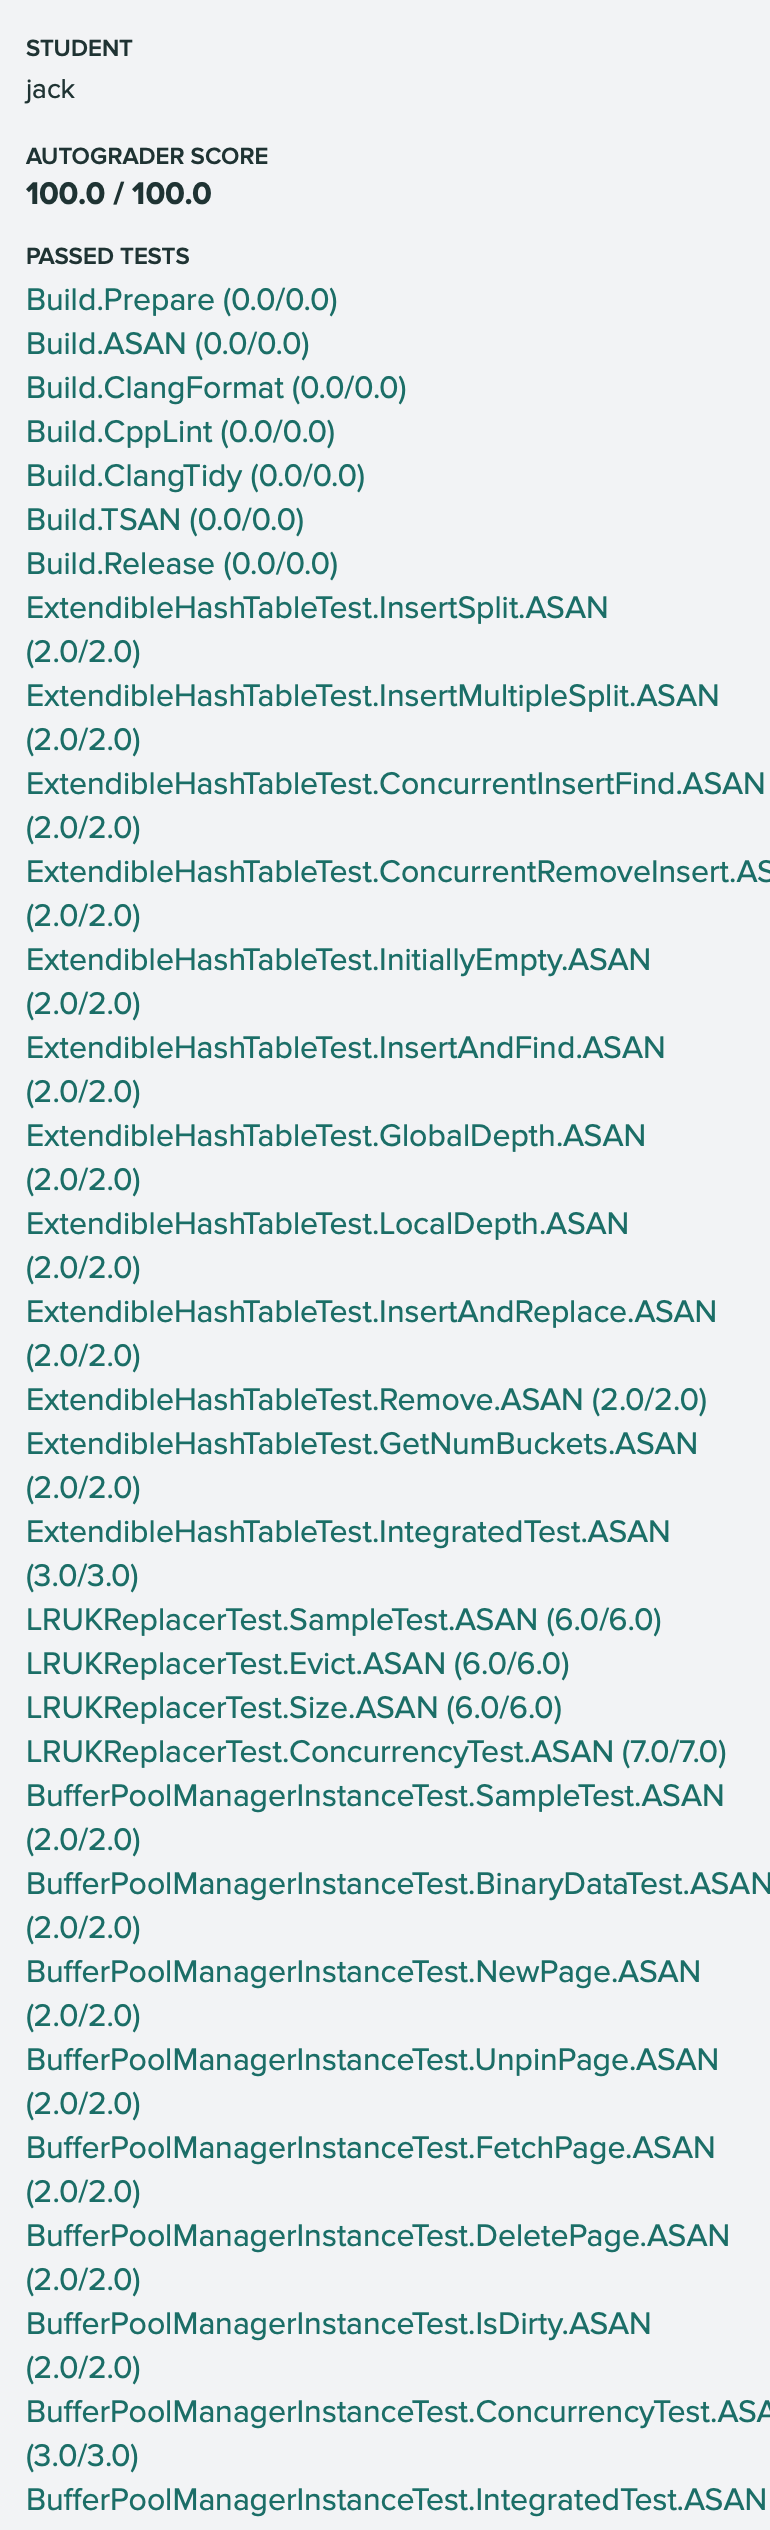 STUDENT
jack
AUTOGRADER SCORE
100.0 / 100.0
PASSED TESTS
Build.Prepare (0.0/0.0)
Build.ASAN (0.0/0.0)
Build.ClangFormat (0.0/0.0)
Build.CppLint (0.0/0.0)
Build.ClangTidy (0.0/0.0)
Build.TSAN (0.0/0.0)
Build.Release (0.0/0.0)
ExtendibleHashTableTest.InsertSplit.ASAN
(2.0/2.0)
ExtendibleHashTableTest.InsertMultipleSplit.ASAN
(2.0/2.0)
ExtendibleHashTableTest.ConcurrentInsertFind.ASAN
(2.0/2.0)
ExtendibleHashTableTest.ConcurrentRemoveInsert.AS
(2.0/2.0)
ExtendibleHashTableTest.InitiallyEmpty.ASAN
(2.0/2.0)
ExtendibleHashTableTest.InsertAndFind.ASAN
(2.0/2.0)
ExtendibleHashTableTest.GlobalDepth.ASAN
(2.0/2.0)
ExtendibleHashTableTest.LocalDepth.ASAN
(2.0/2.0)
ExtendibleHashTableTest.InsertAndReplace.ASAN
(2.0/2.0)
ExtendibleHashTableTest.Remove.ASAN (2.0/2.0)
ExtendibleHashTableTest.GetNumBuckets.ASAN
(2.0/2.0)
ExtendibleHashTableTest.IntegratedTest.ASAN
(3.0/3.0)
LRUKReplacerTest.SampleTest.ASAN (6.0/6.0)
LRUKReplacerTest.Evict.ASAN (6.0/6.0)
LRUKReplacerTest.Size.ASAN (6.0/6.0)
LRUKReplacerTest.ConcurrencyTest.ASAN (7.0/7.0)
BufferPoolManagerInstanceTest.SampleTest.ASAN
(2.0/2.0)
BufferPoolManagerInstanceTest.BinaryDataTest.ASAN
(2.0/2.0)
BufferPoolManagerInstanceTest.NewPage.ASAN
(2.0/2.0)
BufferPoolManagerInstanceTest.UnpinPage.ASAN
(2.0/2.0)
BufferPoolManagerInstanceTest.FetchPage.ASAN
(2.0/2.0)
BufferPoolManagerInstanceTest.DeletePage.ASAN
(2.0/2.0)
BufferPoolManagerInstanceTest.IsDirty.ASAN
(2.0/2.0)
BufferPoolManagerInstanceTest.ConcurrencyTest.ASA
(3.0/3.0)
BufferPoolManagerInstanceTest.IntegratedTest.ASAN